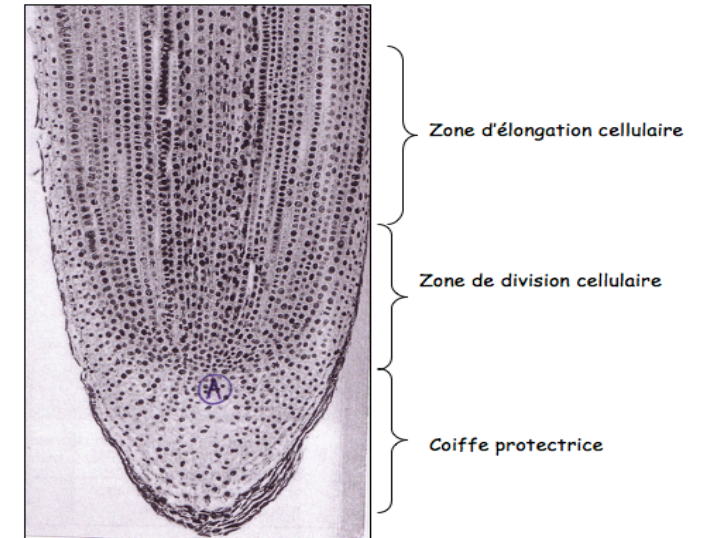 Zone d'élongation cellulaire
Zone de division cellulaire
A
Coiffe protectrice